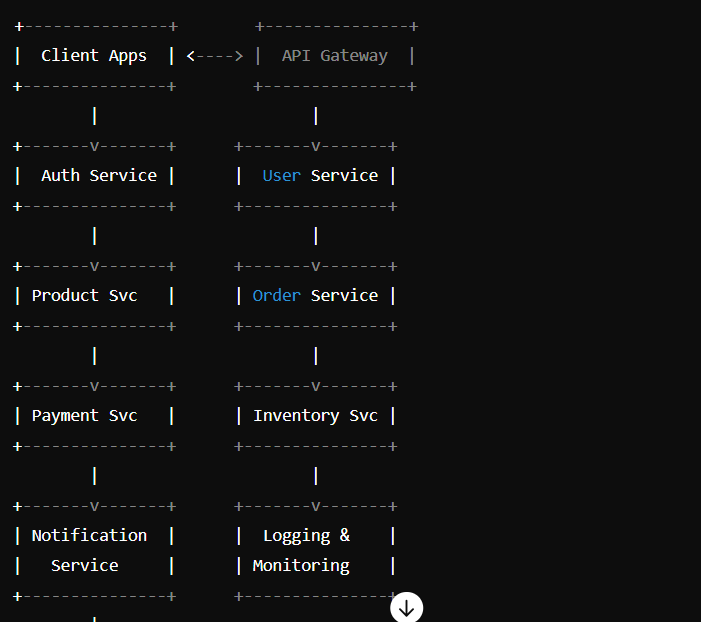 +---------------+        +---------------+
|  Client Apps  | <----> |  API Gateway  |
+---------------+        +---------------+
        |                      |
+-------v-------+      +-------v-------+
|  Auth Service |      |  User Service |
+---------------+      +---------------+
        |                      |
+-------v-------+      +-------v-------+
| Product Svc   |      | Order Service |
+---------------+      +---------------+
        |                      |
+-------v-------+      +-------v-------+
| Payment Svc   |      | Inventory Svc |
+---------------+      +---------------+
        |                      |
+-------v-------+      +-------v-------+
| Notification  |      |  Logging &    |
|   Service     |      | Monitoring    |
+---------------+      +---------------+
        |